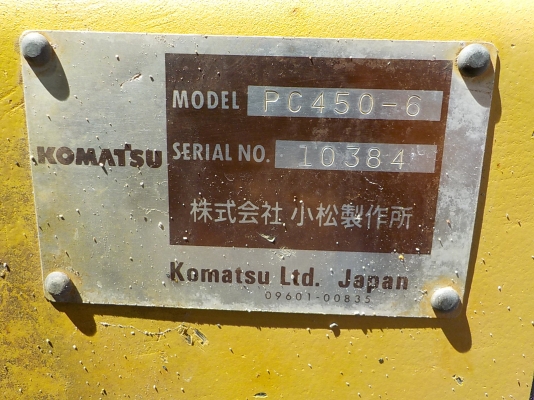 MODEL PC450-6
KOMATSU SERIAL NO. 10384
株式会社 小松製作所
Komatsu Ltd. Japan
09601-00835